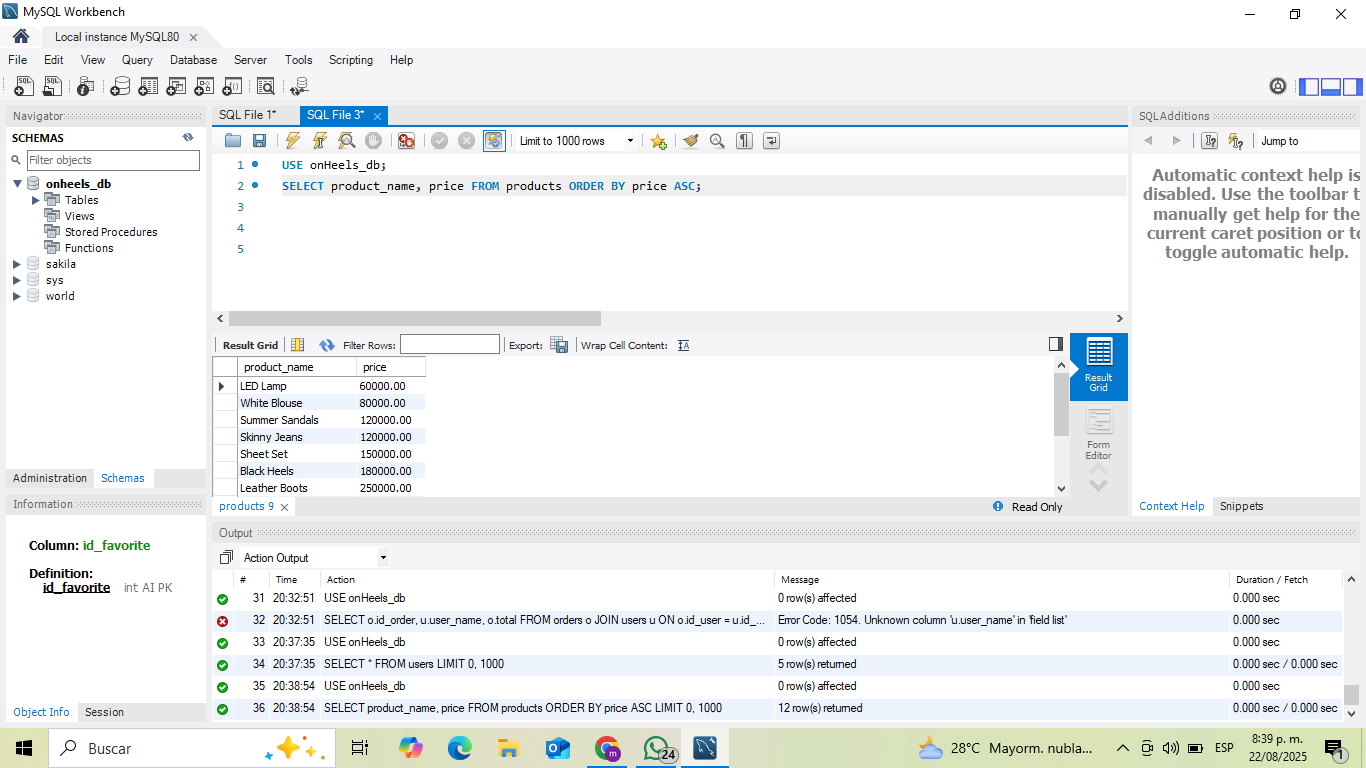 MySQL Workbench
Local instance MySQL80
File Edit View Query Database Server Tools Scripting Help
Navigator
SCHEMAS
Filter objects
onheels_db
Tables
Views
Stored Procedures
Functions
sakila
sys
world
Administration Schemas
Information
Column: id_favorite
Definition:
id_favorite int AI PK
Object Info Session
SQL File 1* SQL File 3*
Limit to 1000 rows
1 USE onHeels_db;
2 SELECT product_name, price FROM products ORDER BY price ASC;
3
4
5
Result Grid Filter Rows: Export: Wrap Cell Content:
product_name price
LED Lamp 60000.00
White Blouse 80000.00
Summer Sandals 120000.00
Skinny Jeans 120000.00
Sheet Set 150000.00
Black Heels 180000.00
Leather Boots 250000.00
Result
Grid
Form
Editor
products 9 Read Only
SQLAdditions
Jump to
Automatic context help is
disabled. Use the toolbar t
manually get help for the
current caret position or to
toggle automatic help.
Context Help Snippets
Output
Action Output
# Time Action Message Duration / Fetch
31 20:32:51 USE onHeels_db 0 row(s) affected 0.000 sec
32 20:32:51 SELECT o.id_order, u.user_name, o.total FROM orders o JOIN users u ON o.id_user = u.id_... Error Code: 1054. Unknown column 'u.user_name' in 'field list' 0.000 sec
33 20:37:35 USE onHeels_db 0 row(s) affected 0.000 sec
34 20:37:35 SELECT * FROM users LIMIT 0, 1000 5 row(s) returned 0.000 sec / 0.000 sec
35 20:38:54 USE onHeels_db 0 row(s) affected 0.000 sec
36 20:38:54 SELECT product_name, price FROM products ORDER BY price ASC LIMIT 0, 1000 12 row(s) returned 0.000 sec / 0.000 sec
Buscar
24
28°C Mayorm. nubla...
ESP
8:39 p. m.
22/08/2025
1